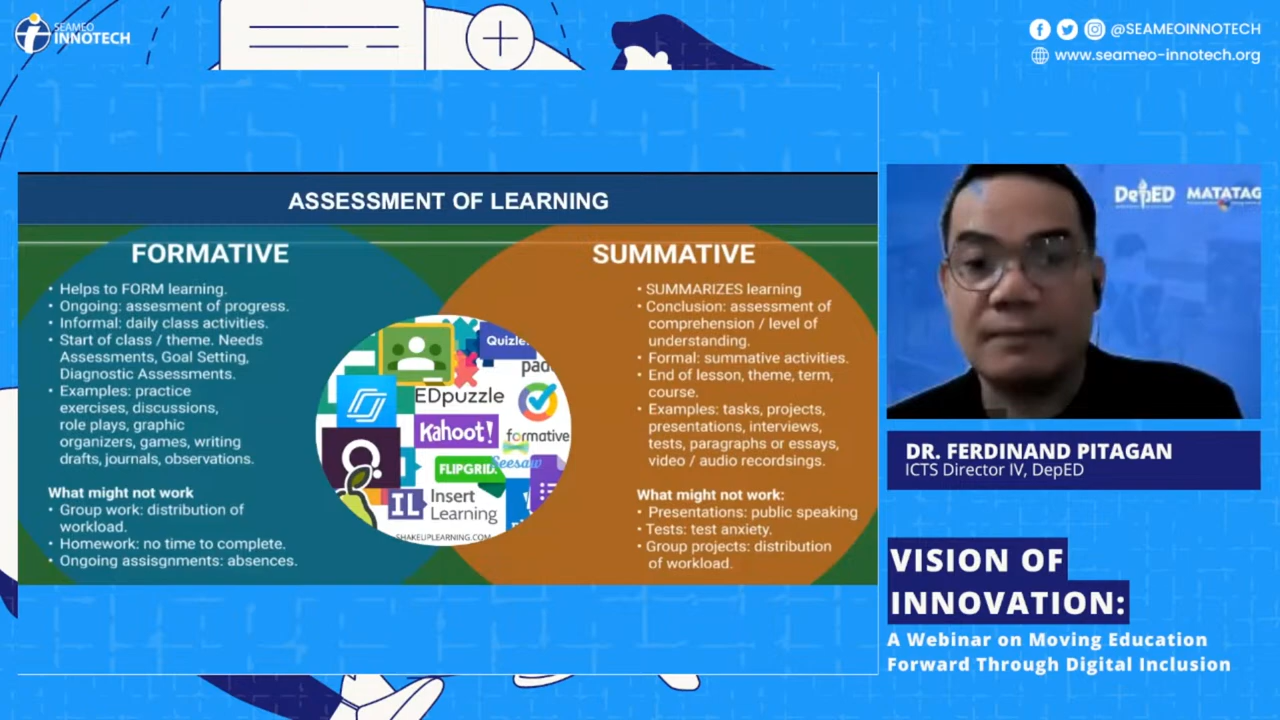 SEAMEO
INNOTECH
@SEAMEOINNOTECH
www.seameo-innotech.org
ASSESSMENT OF LEARNING
FORMATIVE
• Helps to FORM learning.
• Ongoing: assesment of progress.
• Informal: daily class activities.
• Start of class / theme. Needs
Assessments, Goal Setting,
Diagnostic Assessments.
• Examples: practice
exercises, discussions,
role plays, graphic
organizers, games, writing
drafts, journals, observations.
What might not work
• Group work: distribution of
workload.
• Homework: no time to complete.
• Ongoing assisgnments: absences.
Quizle
pad
EDpuzzle
Kahoot!
formative
FLIPGRID
Seesaw
IL
Insert
Learning
SHAKEUPLEARNING.COM
SUMMATIVE
• SUMMARIZES learning
• Conclusion: assessment of
comprehension / level of
understanding.
• Formal: summative activities.
• End of lesson, theme, term,
course.
• Examples: tasks, projects,
presentations, interviews,
tests, paragraphs or essays,
video / audio recordsings.
What might not work:
• Presentations: public speaking
• Tests: test anxiety.
• Group projects: distribution
of workload.
DepED MATATAG
DR. FERDINAND PITAGAN
ICTS Director IV, DepED
VISION OF
INNOVATION:
A Webinar on Moving Education
Forward Through Digital Inclusion